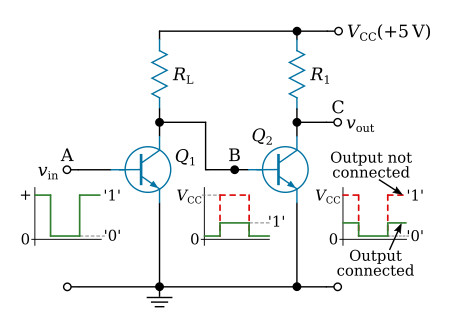 V_CC(+5 V)
R_L
R_1
C
v_out
A
v_in
Q_1
B
Q_2
Output not
connected
+
'1'
'0'
0
V_CC
'1'
0
V_CC
'1'
'0'
0
Output
connected